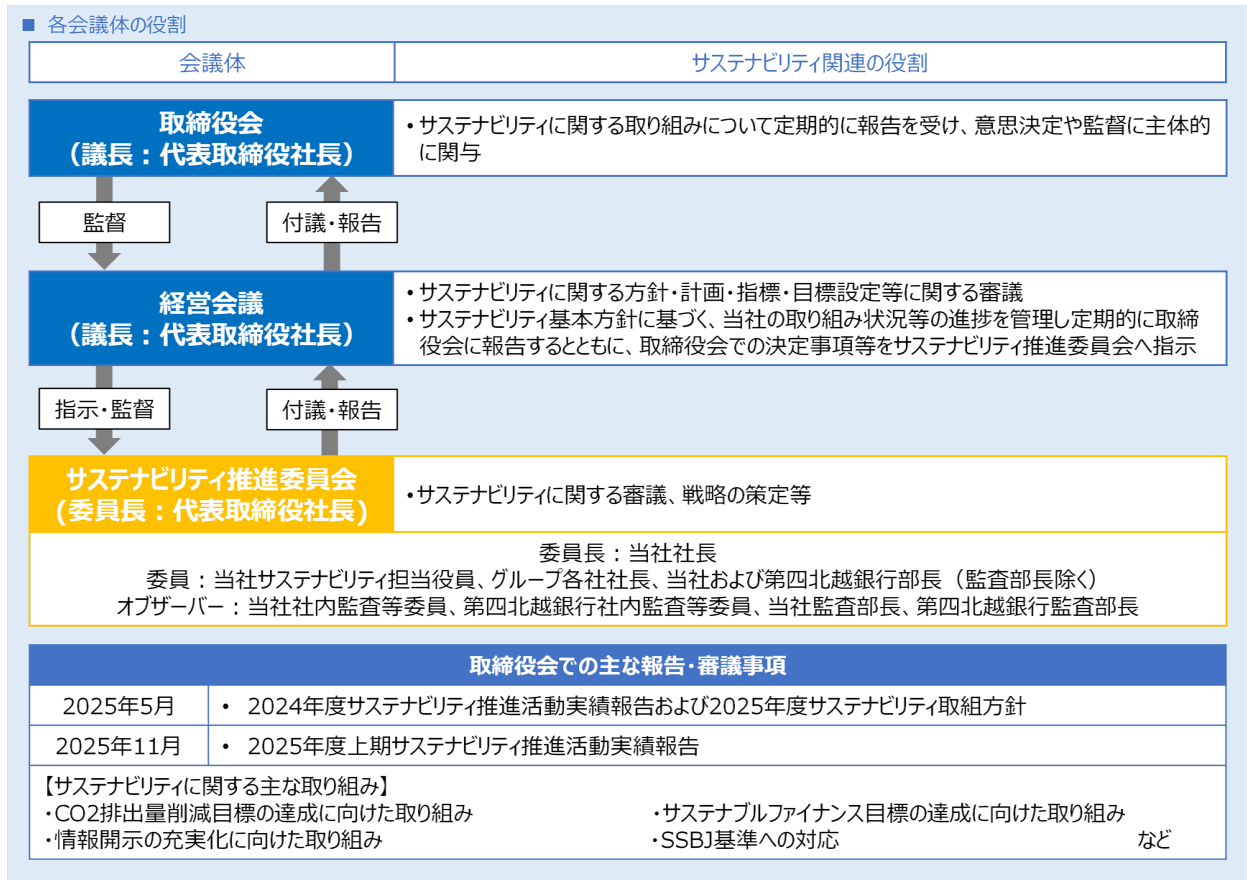 ■ 各会議体の役割
会議体
サステナビリティ関連の役割
取締役会
（議長：代表取締役社長）
・サステナビリティに関する取り組みについて定期的に報告を受け、意思決定や監督に主体的
に関与
監督
付議・報告
経営会議
（議長：代表取締役社長）
・サステナビリティに関する方針・計画・指標・目標設定等に関する審議
・サステナビリティ基本方針に基づく、当社の取り組み状況等の進捗を管理し定期的に取締
役会に報告するとともに、取締役会での決定事項等をサステナビリティ推進委員会へ指示
指示・監督
付議・報告
サステナビリティ推進委員会
(委員長：代表取締役社長)
・サステナビリティに関する審議、戦略の策定等
委員長：当社社長
委員：当社サステナビリティ担当役員、グループ各社社長、当社および第四北越銀行部長（監査部長除く）
オブザーバー：当社社内監査等委員、第四北越銀行社内監査等委員、当社監査部長、第四北越銀行監査部長
取締役会での主な報告・審議事項
2025年5月
• 2024年度サステナビリティ推進活動実績報告および2025年度サステナビリティ取組方針
2025年11月
• 2025年度上期サステナビリティ推進活動実績報告
【サステナビリティに関する主な取り組み】
・CO2排出量削減目標の達成に向けた取り組み
・サステナブルファイナンス目標の達成に向けた取り組み
・情報開示の充実化に向けた取り組み
・SSBJ基準への対応
など